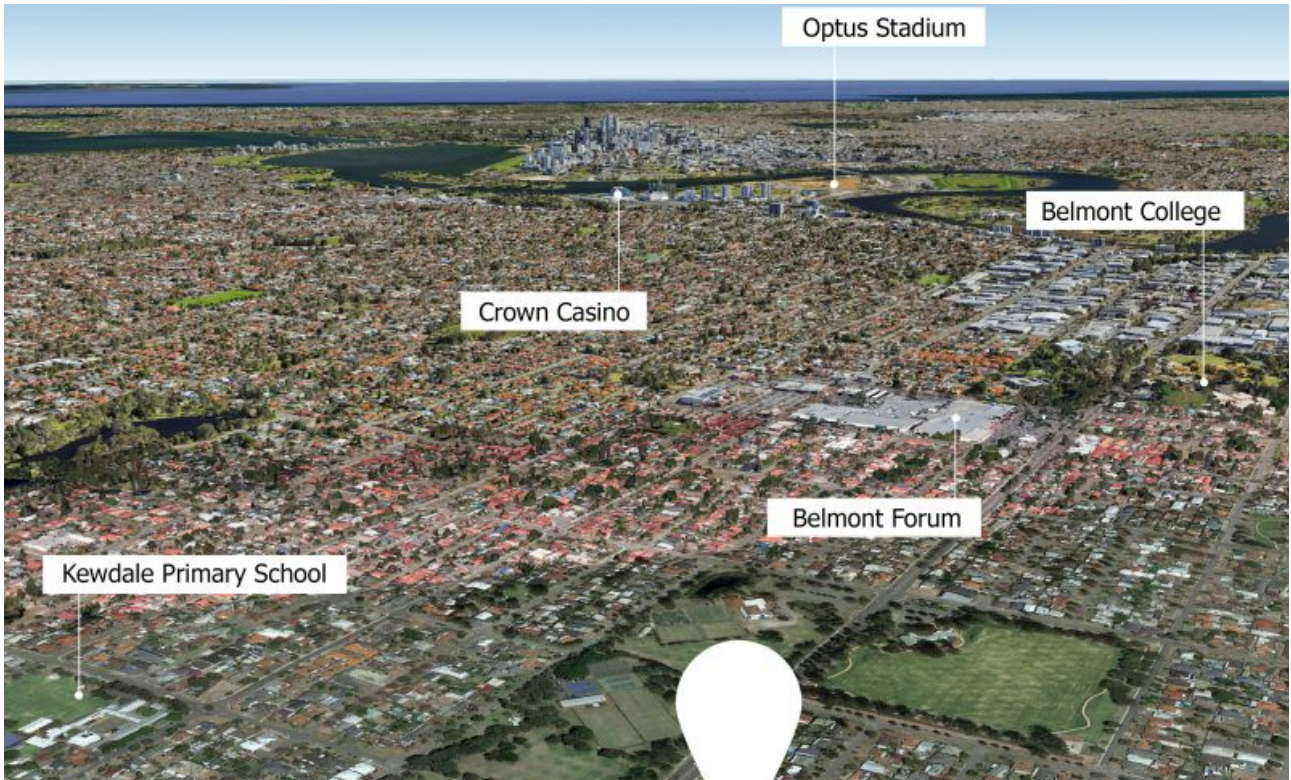 Optus Stadium
Belmont College
Crown Casino
Belmont Forum
Kewdale Primary School